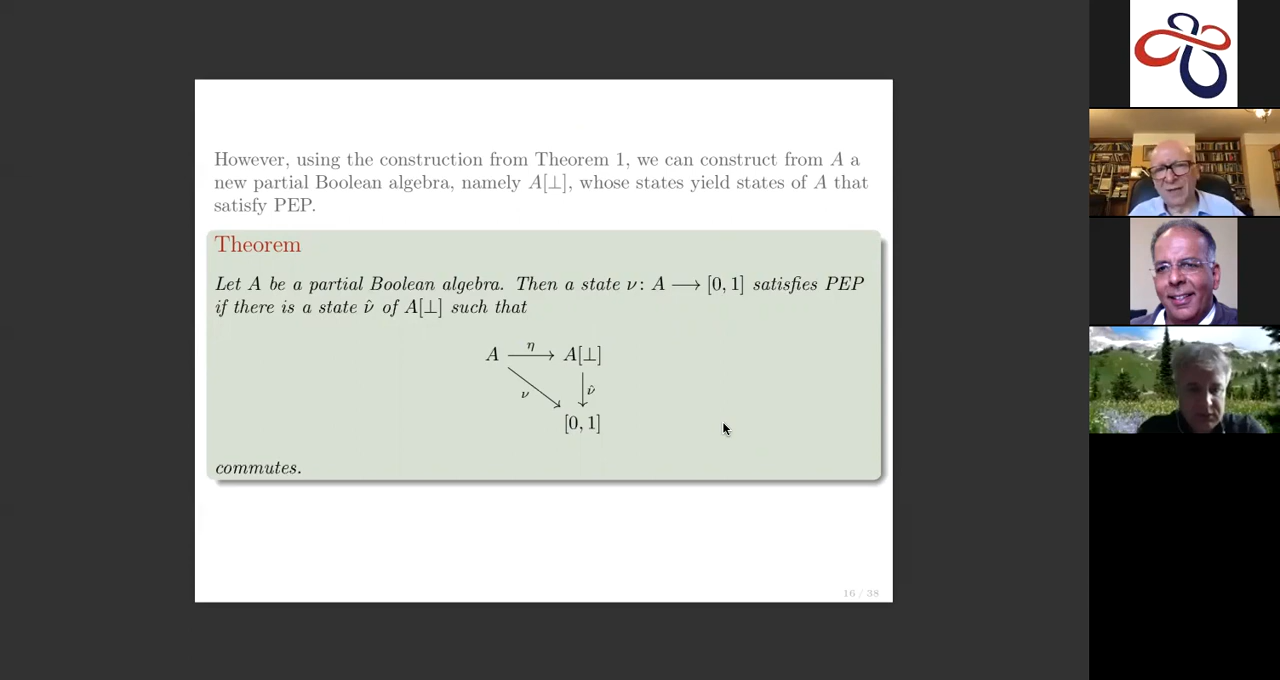 However, using the construction from Theorem 1, we can construct from A a
new partial Boolean algebra, namely A[⊥], whose states yield states of A that
satisfy PEP.
Theorem
Let A be a partial Boolean algebra. Then a state ν: A ⟶ [0, 1] satisfies PEP
if there is a state ν̂ of A[⊥] such that
A η A[⊥]
ν ν̂
[0, 1]
commutes.
16 / 38